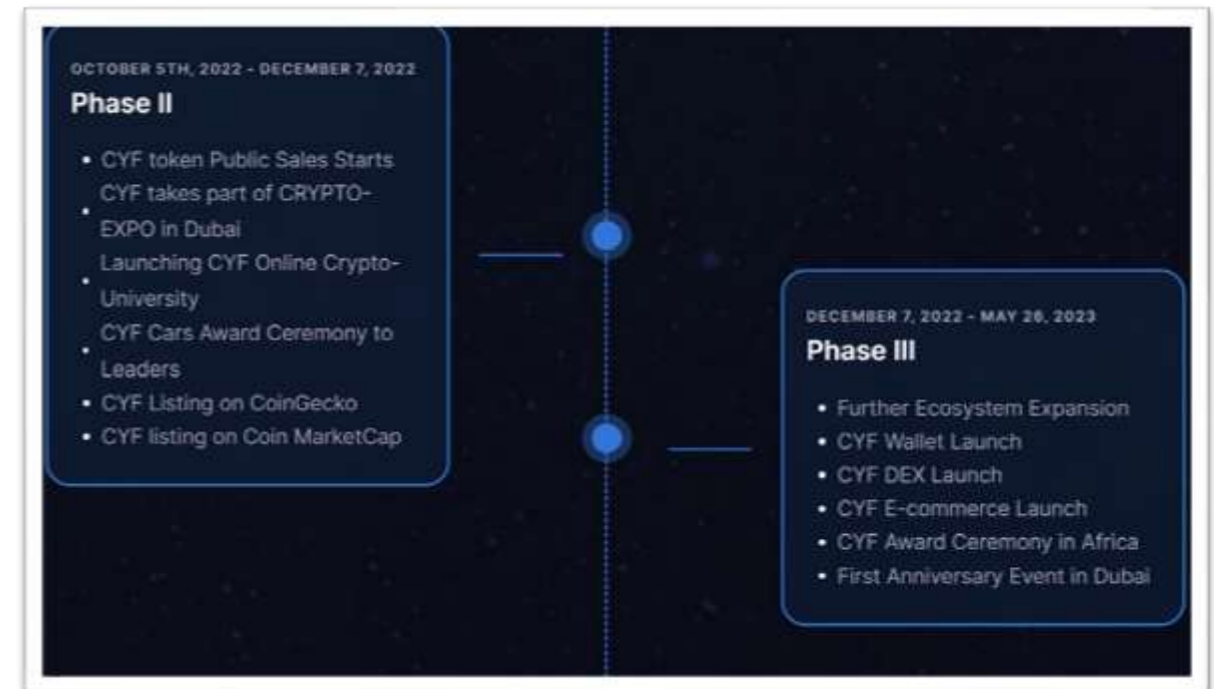 OCTOBER 5TH, 2022 - DECEMBER 7, 2022
Phase II
• CYF token Public Sales Starts
• CYF takes part of CRYPTO-
EXPO in Dubai
• Launching CYF Online Crypto-
University
• CYF Cars Award Ceremony to
Leaders
• CYF Listing on CoinGecko
• CYF listing on Coin MarketCap
DECEMBER 7, 2022 - MAY 26, 2023
Phase III
• Further Ecosystem Expansion
• CYF Wallet Launch
• CYF DEX Launch
• CYF E-commerce Launch
• CYF Award Ceremony in Africa
• First Anniversary Event in Dubai